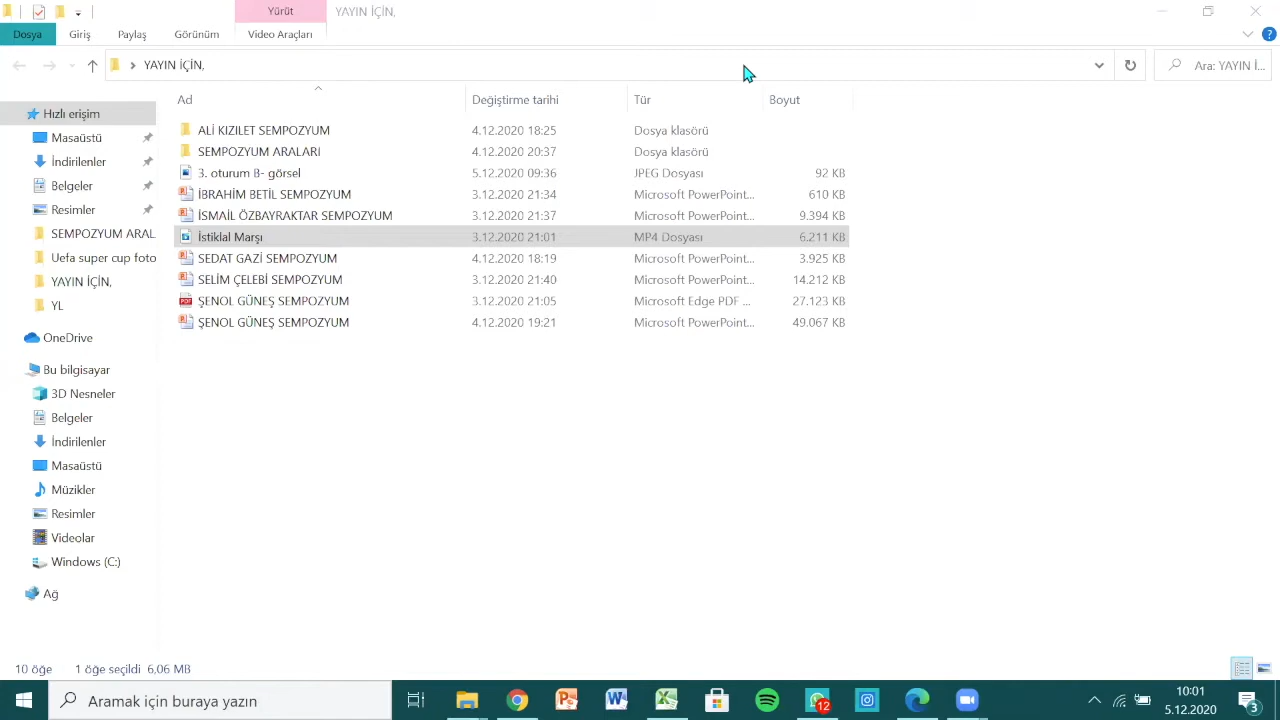 Yürüt
YAYIN İÇİN,
Dosya
Giriş
Paylaş
Görünüm
Video Araçları
?
YAYIN İÇİN,
Ara: YAYIN İ...
Ad
Değiştirme tarihi
Tür
Boyut
Hızlı erişim
Masaüstü
İndirilenler
Belgeler
Resimler
SEMPOZYUM ARAL
Uefa super cup foto
YAYIN İÇİN,
YL
OneDrive
Bu bilgisayar
3D Nesneler
Belgeler
İndirilenler
Masaüstü
Müzikler
Resimler
Videolar
Windows (C:)
Ağ
ALİ KIZILET SEMPOZYUM 4.12.2020 18:25 Dosya klasörü
SEMPOZYUM ARALARI 4.12.2020 20:37 Dosya klasörü
3. oturum B- görsel 5.12.2020 09:36 JPEG Dosyası 92 KB
İBRAHİM BETİL SEMPOZYUM 3.12.2020 21:34 Microsoft PowerPoint... 610 KB
İSMAİL ÖZBAYRAKTAR SEMPOZYUM 3.12.2020 21:37 Microsoft PowerPoint... 9.394 KB
İstiklal Marşı 3.12.2020 21:01 MP4 Dosyası 6.211 KB
SEDAT GAZİ SEMPOZYUM 4.12.2020 18:19 Microsoft PowerPoint... 3.925 KB
SELİM ÇELEBİ SEMPOZYUM 3.12.2020 21:40 Microsoft PowerPoint... 14.212 KB
PDF ŞENOL GÜNEŞ SEMPOZYUM 3.12.2020 21:05 Microsoft Edge PDF ... 27.123 KB
ŞENOL GÜNEŞ SEMPOZYUM 4.12.2020 19:21 Microsoft PowerPoint... 49.067 KB
10 öğe 1 öğe seçildi 6,06 MB
Aramak için buraya yazın
12
10:01
5.12.2020
3